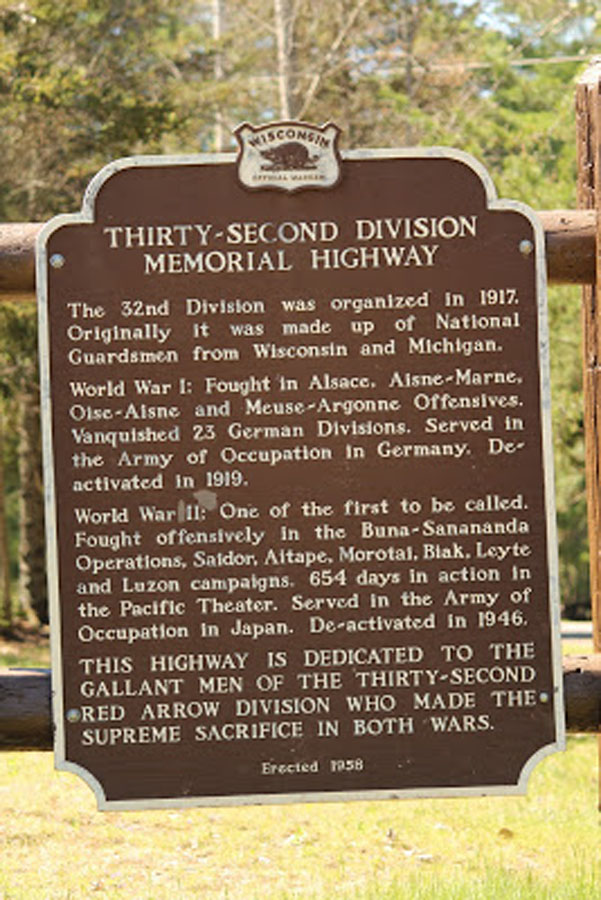 WISCONSIN
OFFICIAL MARKER
THIRTY-SECOND DIVISION
MEMORIAL HIGHWAY
The 32nd Division was organized in 1917.
Originally it was made up of National
Guardsmen from Wisconsin and Michigan.
World War I: Fought in Alsace, Aisne-Marne,
Oise-Aisne and Meuse-Argonne Offensives.
Vanquished 23 German Divisions. Served in
the Army of Occupation in Germany. De-
activated in 1919.
World War II: One of the first to be called.
Fought offensively in the Buna-Sanananda
Operations, Saidor, Aitape, Morotai, Biak, Leyte
and Luzon campaigns. 654 days in action in
the Pacific Theater. Served in the Army of
Occupation in Japan. De-activated in 1946.
THIS HIGHWAY IS DEDICATED TO THE
GALLANT MEN OF THE THIRTY-SECOND
RED ARROW DIVISION WHO MADE THE
SUPREME SACRIFICE IN BOTH WARS.
Erected 1958